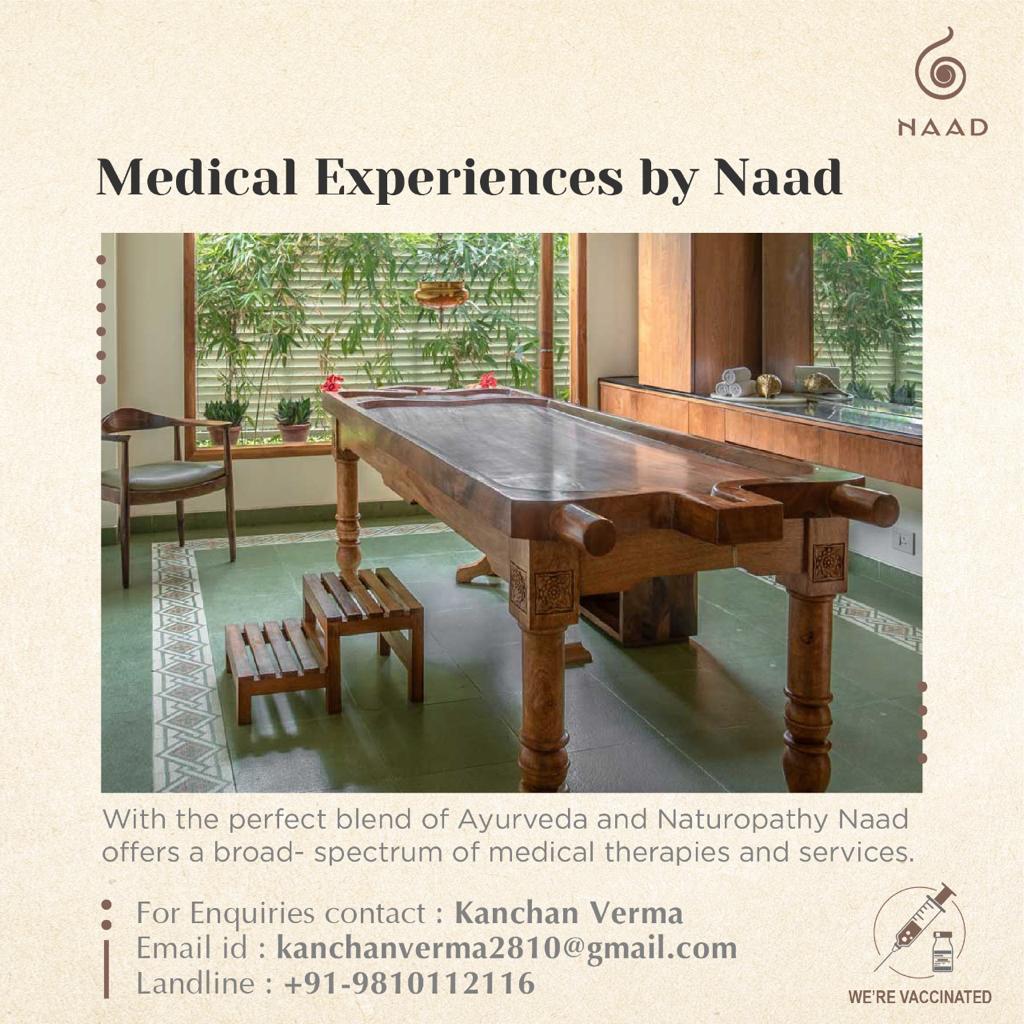 NAAD
Medical Experiences by Naad
With the perfect blend of Ayurveda and Naturopathy Naad
offers a broad- spectrum of medical therapies and services.
For Enquiries contact : Kanchan Verma
Email id : kanchanverma2810@gmail.com
Landline : +91-9810112116
WE'RE VACCINATED